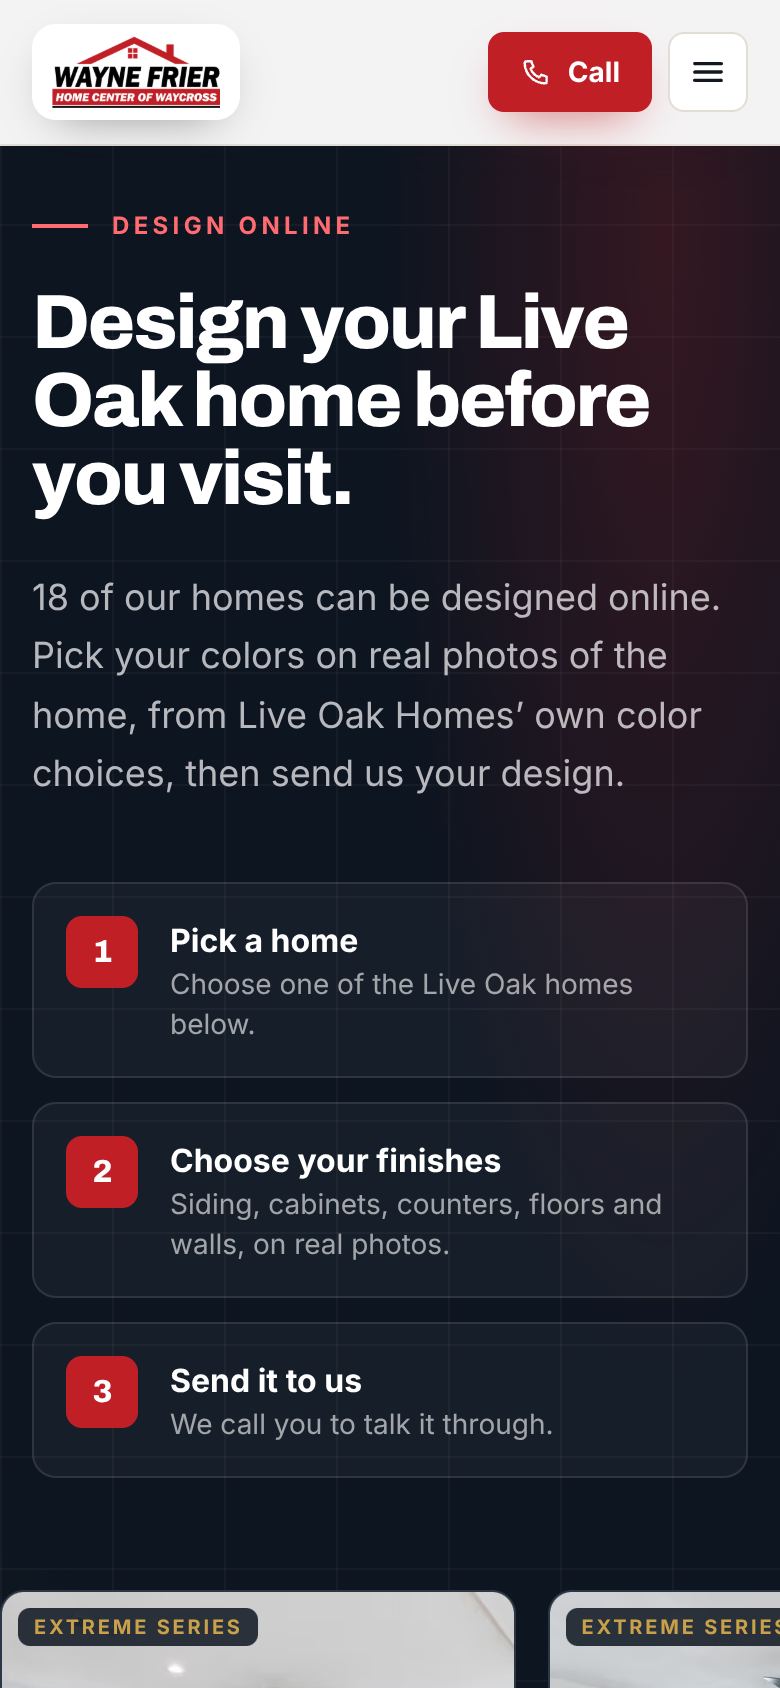 WAYNE FRIER
HOME CENTER OF WAYCROSS
Call
DESIGN ONLINE
Design your Live
Oak home before
you visit.
18 of our homes can be designed online.
Pick your colors on real photos of the
home, from Live Oak Homes’ own color
choices, then send us your design.
1
Pick a home
Choose one of the Live Oak homes
below.
2
Choose your finishes
Siding, cabinets, counters, floors and
walls, on real photos.
3
Send it to us
We call you to talk it through.
EXTREME SERIES
EXTREME SERIES